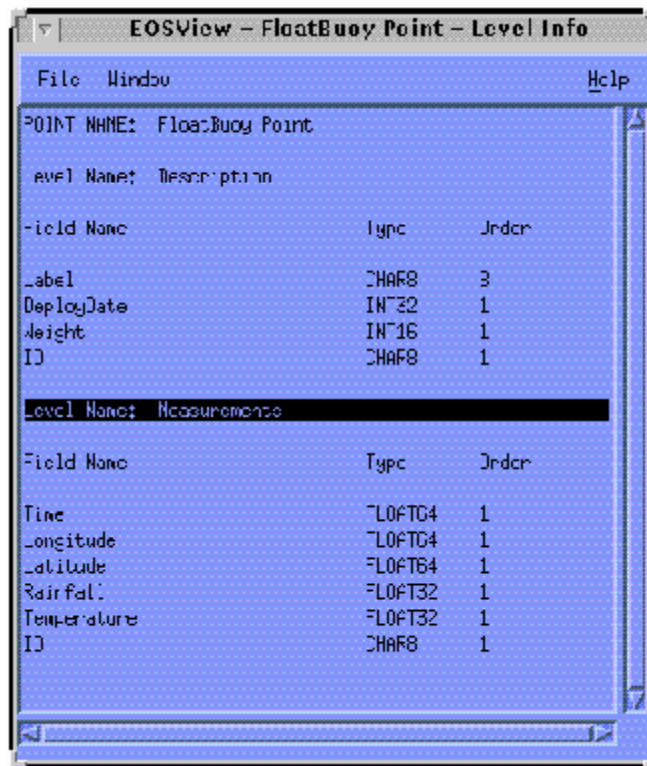 EOSView - FloatBuoy Point - Level Info
File Window Help
POINT NAME: FloatBuoy Point
Level Name: Description
Field Name Type Order
Label CHAR8 8
DeployDate INT32 1
Weight INT16 1
ID CHAR8 1
Level Name: Measurements
Field Name Type Order
Time FLOAT64 1
Longitude FLOAT64 1
Latitude FLOAT64 1
Rainfall FLOAT32 1
Temperature FLOAT32 1
ID CHAR8 1